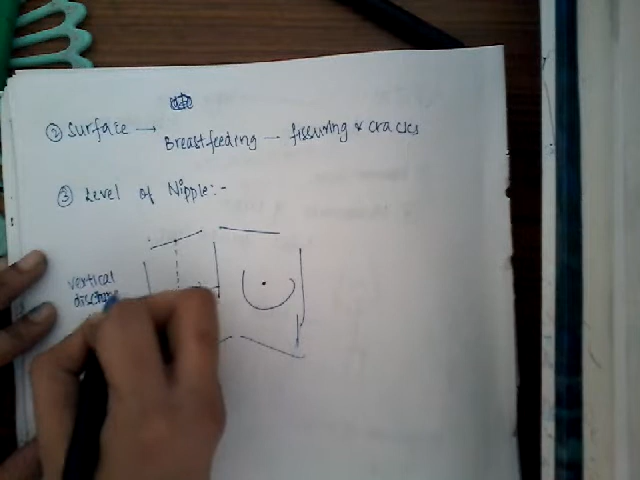 ② Surface →
Breastfeeding — fissuring & cracks
③ Level of Nipple:-
vertical